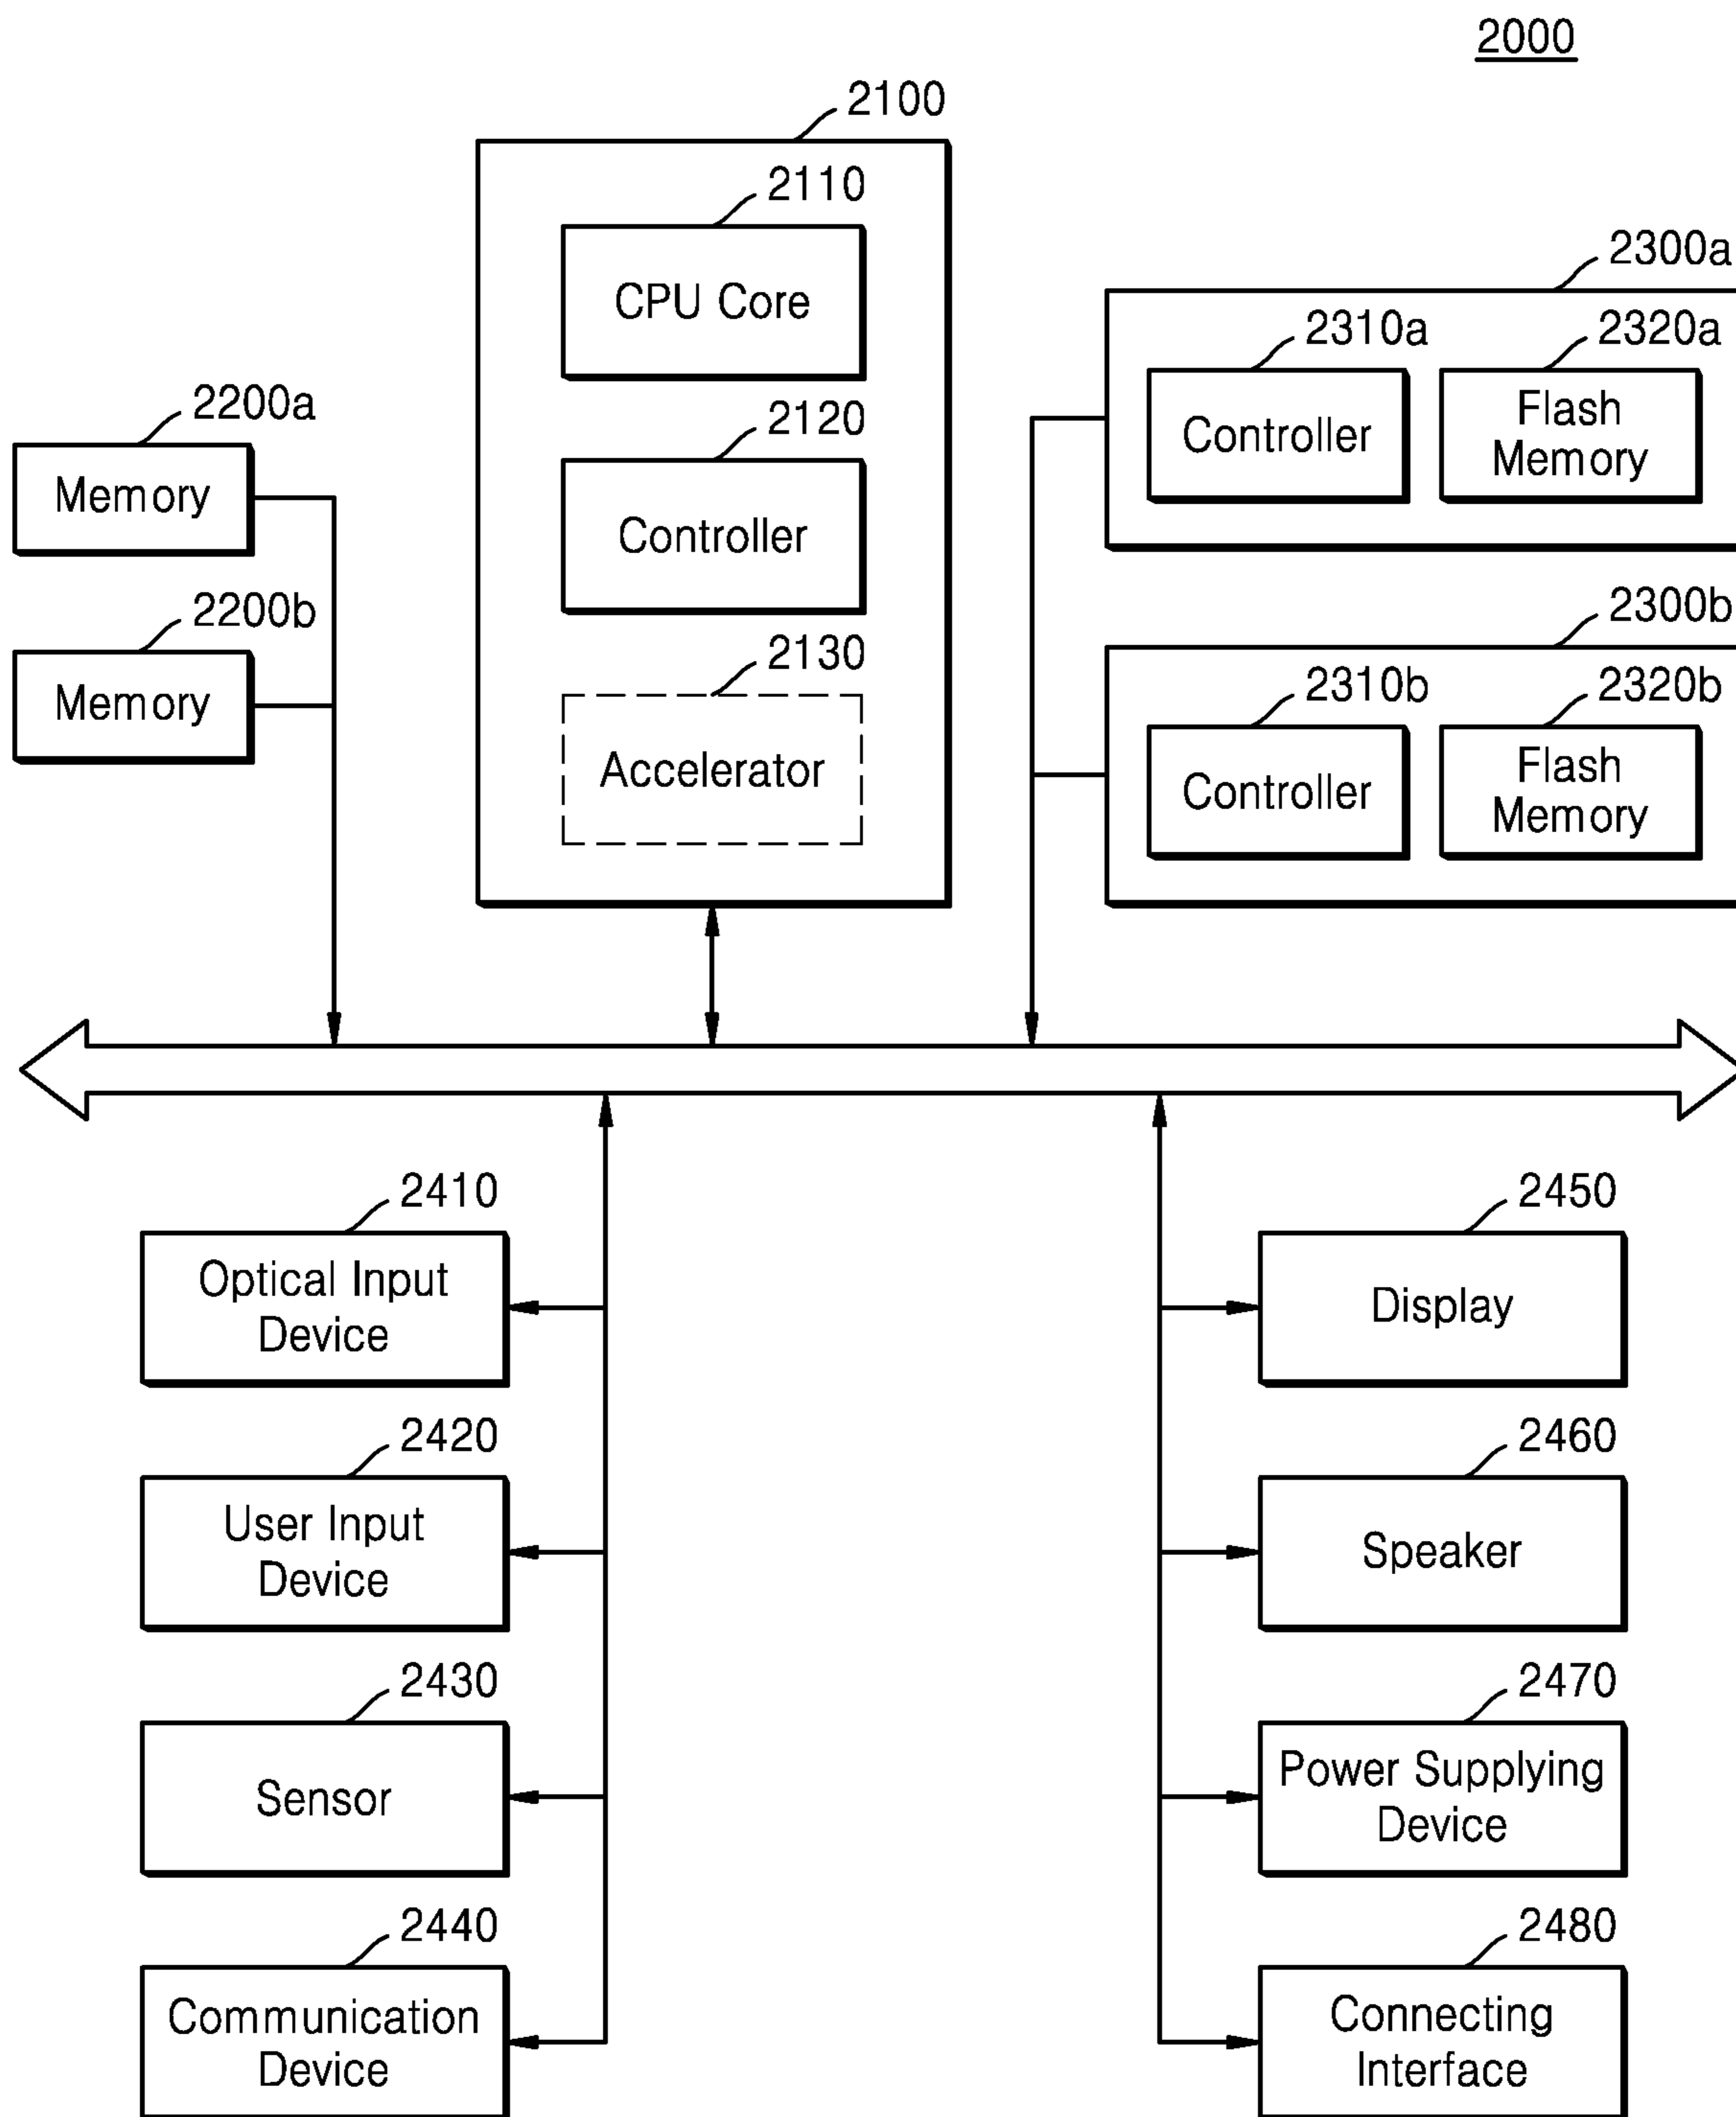 2000
2100
2110
CPU Core
2120
Controller
2130
Accelerator
2200a
Memory
2200b
Memory
2300a
2310a
Controller
2320a
Flash
Memory
2300b
2310b
Controller
2320b
Flash
Memory
2410
Optical Input
Device
2420
User Input
Device
2430
Sensor
2440
Communication
Device
2450
Display
2460
Speaker
2470
Power Supplying
Device
2480
Connecting
Interface